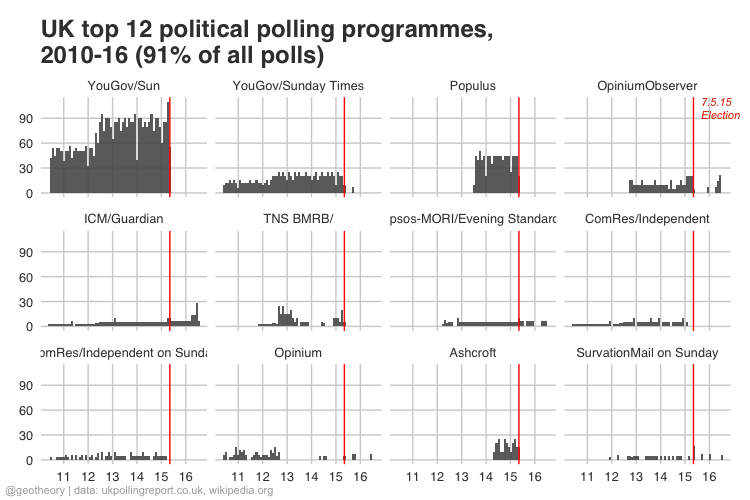 UK top 12 political polling programmes,
2010-16 (91% of all polls)
YouGov/Sun
YouGov/Sunday Times
Populus
OpiniumObserver
7.5.15
Election
90
60
30
0
ICM/Guardian
TNS BMRB/
psos-MORI/Evening Standard
ComRes/Independent
90
60
30
0
omRes/Independent on Sunda
Opinium
Ashcroft
SurvationMail on Sunday
90
60
30
0
11 12 13 14 15 16 11 12 13 14 15 16 11 12 13 14 15 16 11 12 13 14 15 16
@geotheory | data: ukpollingreport.co.uk, wikipedia.org